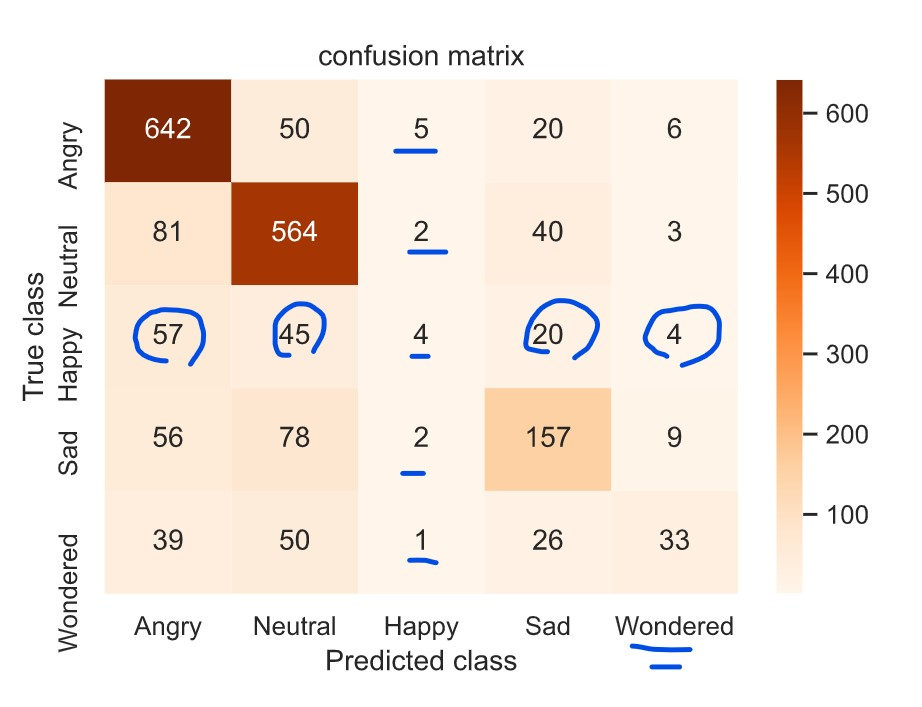 confusion matrix
Angry 642 50 5 20 6
Neutral 81 564 2 40 3
Happy 57 45 4 20 4
Sad 56 78 2 157 9
Wondered 39 50 1 26 33
True class
Angry Neutral Happy Sad Wondered
Predicted class
600
500
400
300
200
100